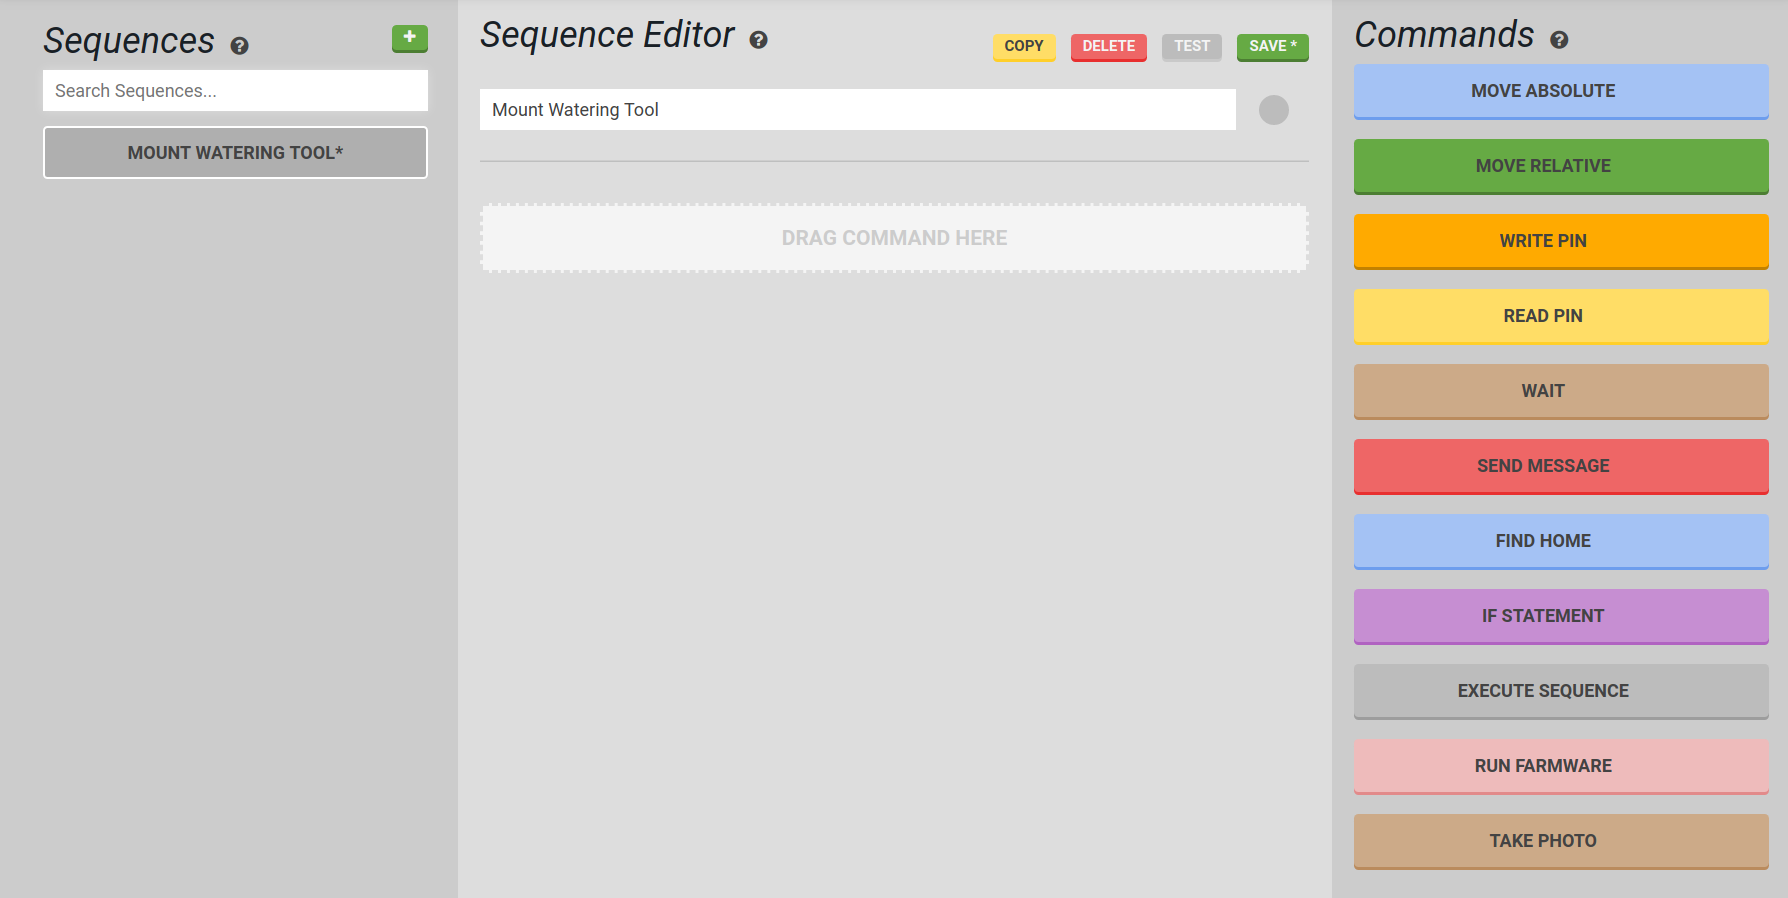 Sequences ?
+
Search Sequences...
MOUNT WATERING TOOL*
Sequence Editor ?
COPY DELETE TEST SAVE *
Mount Watering Tool
DRAG COMMAND HERE
Commands ?
MOVE ABSOLUTE
MOVE RELATIVE
WRITE PIN
READ PIN
WAIT
SEND MESSAGE
FIND HOME
IF STATEMENT
EXECUTE SEQUENCE
RUN FARMWARE
TAKE PHOTO